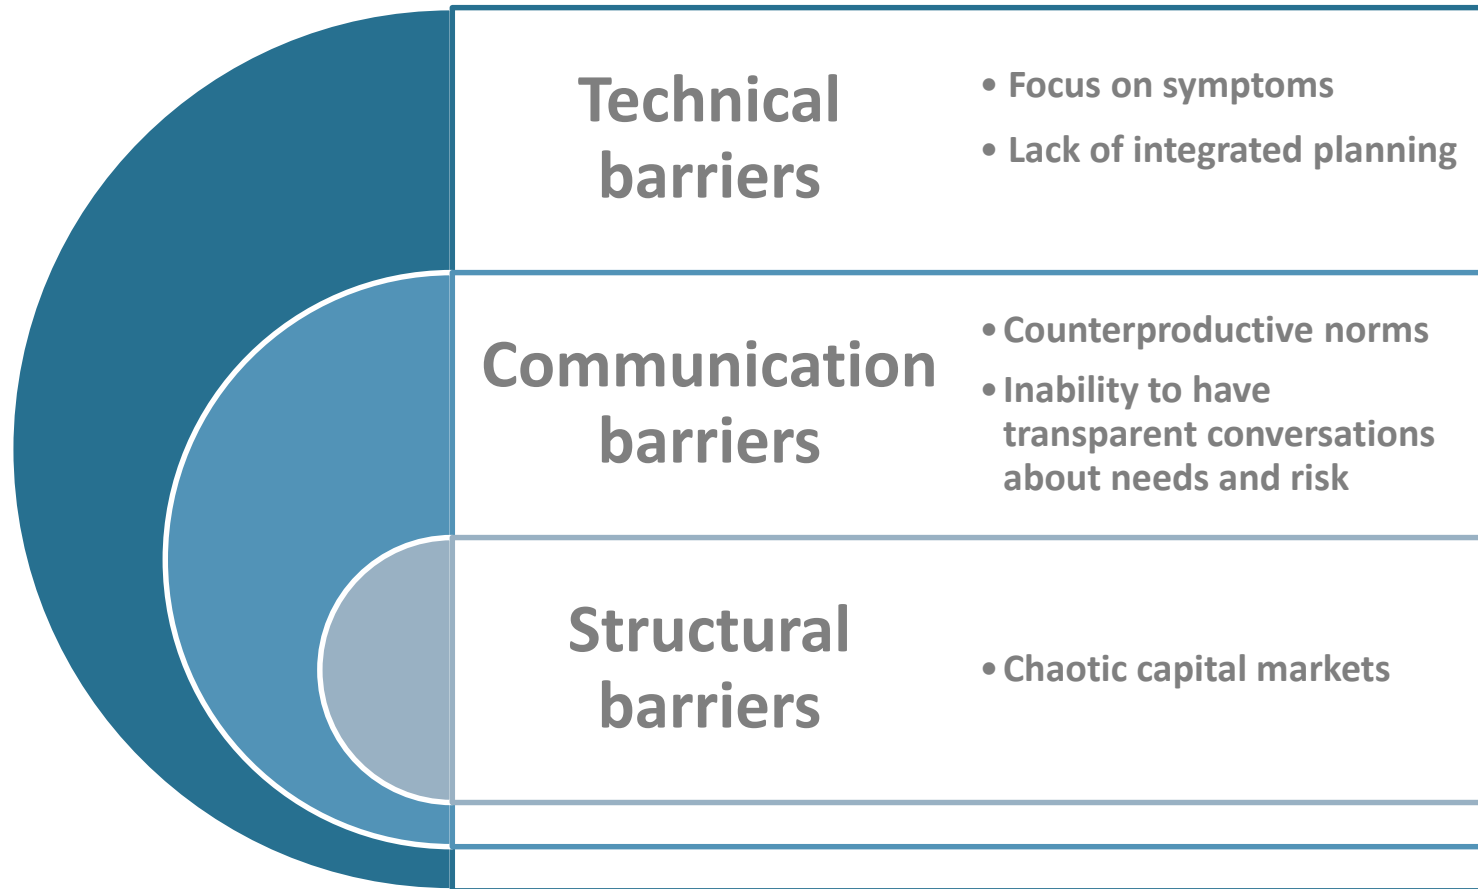 Technical
barriers
• Focus on symptoms
• Lack of integrated planning
Communication
barriers
• Counterproductive norms
• Inability to have
transparent conversations
about needs and risk
Structural
barriers
• Chaotic capital markets